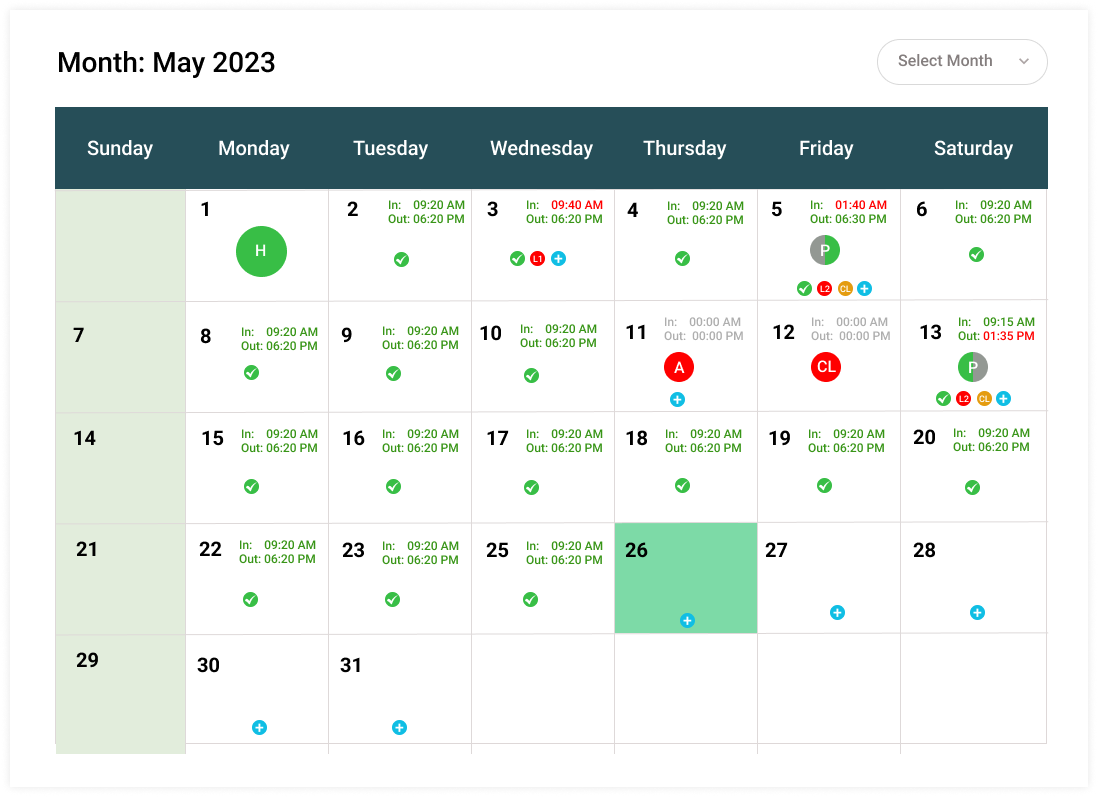 Month: May 2023
Select Month
Sunday Monday Tuesday Wednesday Thursday Friday Saturday
1
H
2
In: 09:20 AM
Out: 06:20 PM
3
In: 09:40 AM
Out: 06:20 PM
L1
4
In: 09:20 AM
Out: 06:20 PM
5
In: 01:40 AM
Out: 06:30 PM
P
L2 CL
6
In: 09:20 AM
Out: 06:20 PM
7
8
In: 09:20 AM
Out: 06:20 PM
9
In: 09:20 AM
Out: 06:20 PM
10
In: 09:20 AM
Out: 06:20 PM
11
In: 00:00 AM
Out: 00:00 PM
A
12
In: 00:00 AM
Out: 00:00 PM
CL
13
In: 09:15 AM
Out: 01:35 PM
P
L2 CL
14
15
In: 09:20 AM
Out: 06:20 PM
16
In: 09:20 AM
Out: 06:20 PM
17
In: 09:20 AM
Out: 06:20 PM
18
In: 09:20 AM
Out: 06:20 PM
19
In: 09:20 AM
Out: 06:20 PM
20
In: 09:20 AM
Out: 06:20 PM
21
22
In: 09:20 AM
Out: 06:20 PM
23
In: 09:20 AM
Out: 06:20 PM
25
In: 09:20 AM
Out: 06:20 PM
26
27
28
29
30
31